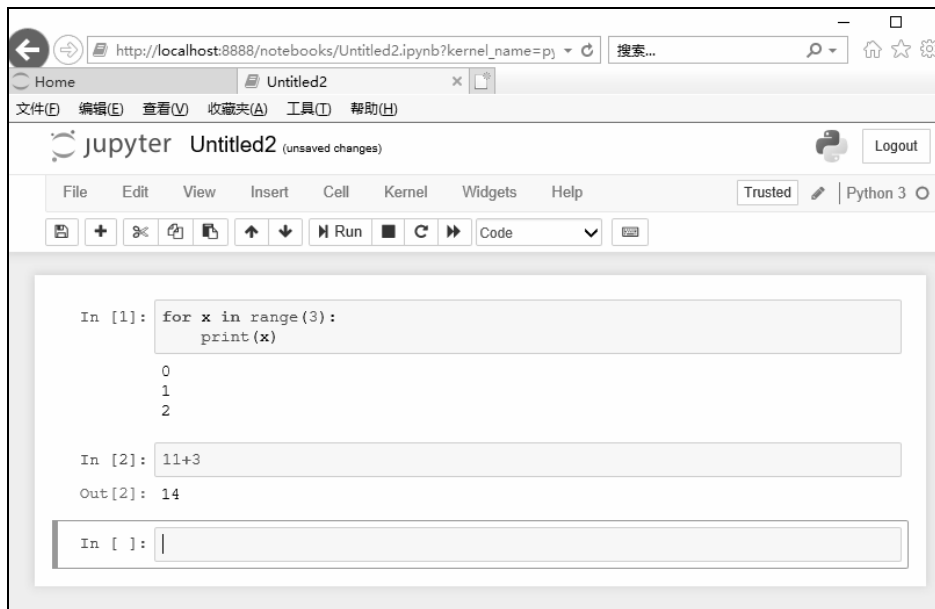 http://localhost:8888/notebooks/Untitled2.ipynb?kernel_name=py 搜索...
Home Untitled2
文件(F) 编辑(E) 查看(V) 收藏夹(A) 工具(T) 帮助(H)
jupyter Untitled2 (unsaved changes) Logout
File Edit View Insert Cell Kernel Widgets Help Trusted Python 3
Run Code
In [1]: for x in range(3):
print(x)
0
1
2
In [2]: 11+3
Out[2]: 14
In [ ]: